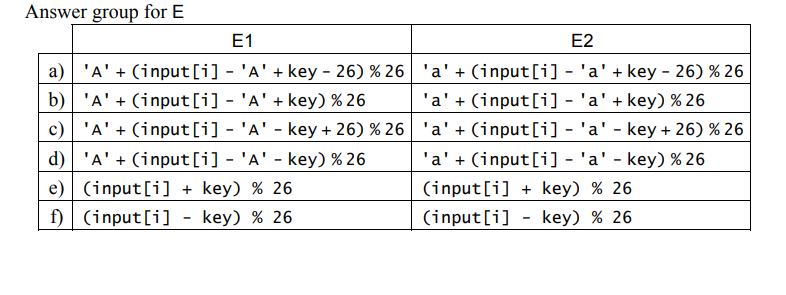 Answer group for E
E1 E2
a) 'A' + (input[i] – 'A' + key – 26) % 26 'a' + (input[i] – 'a' + key – 26) % 26
b) 'A' + (input[i] – 'A' + key) % 26 'a' + (input[i] – 'a' + key) % 26
c) 'A' + (input[i] – 'A' – key + 26) % 26 'a' + (input[i] – 'a' – key + 26) % 26
d) 'A' + (input[i] – 'A' – key) % 26 'a' + (input[i] – 'a' – key) % 26
e) (input[i] + key) % 26 (input[i] + key) % 26
f) (input[i] - key) % 26 (input[i] - key) % 26